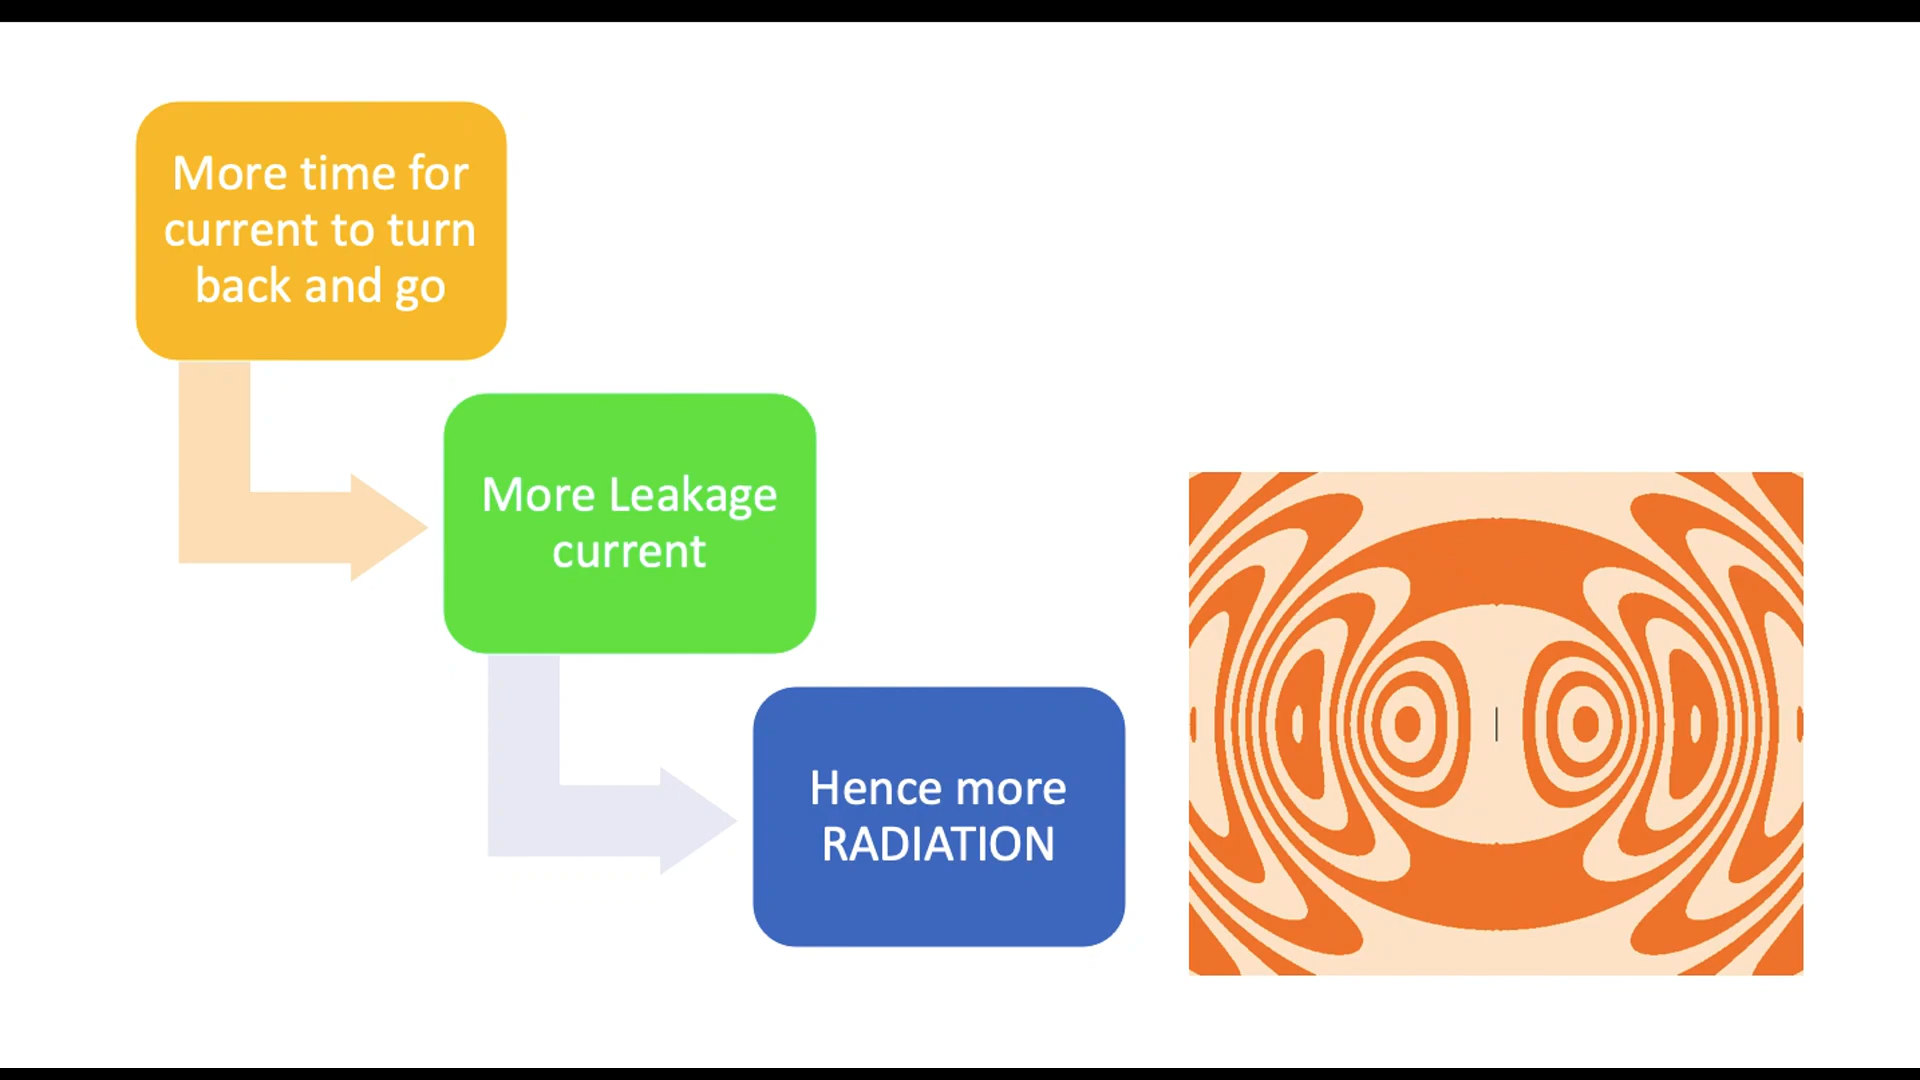 More time for
current to turn
back and go
More Leakage
current
Hence more
RADIATION